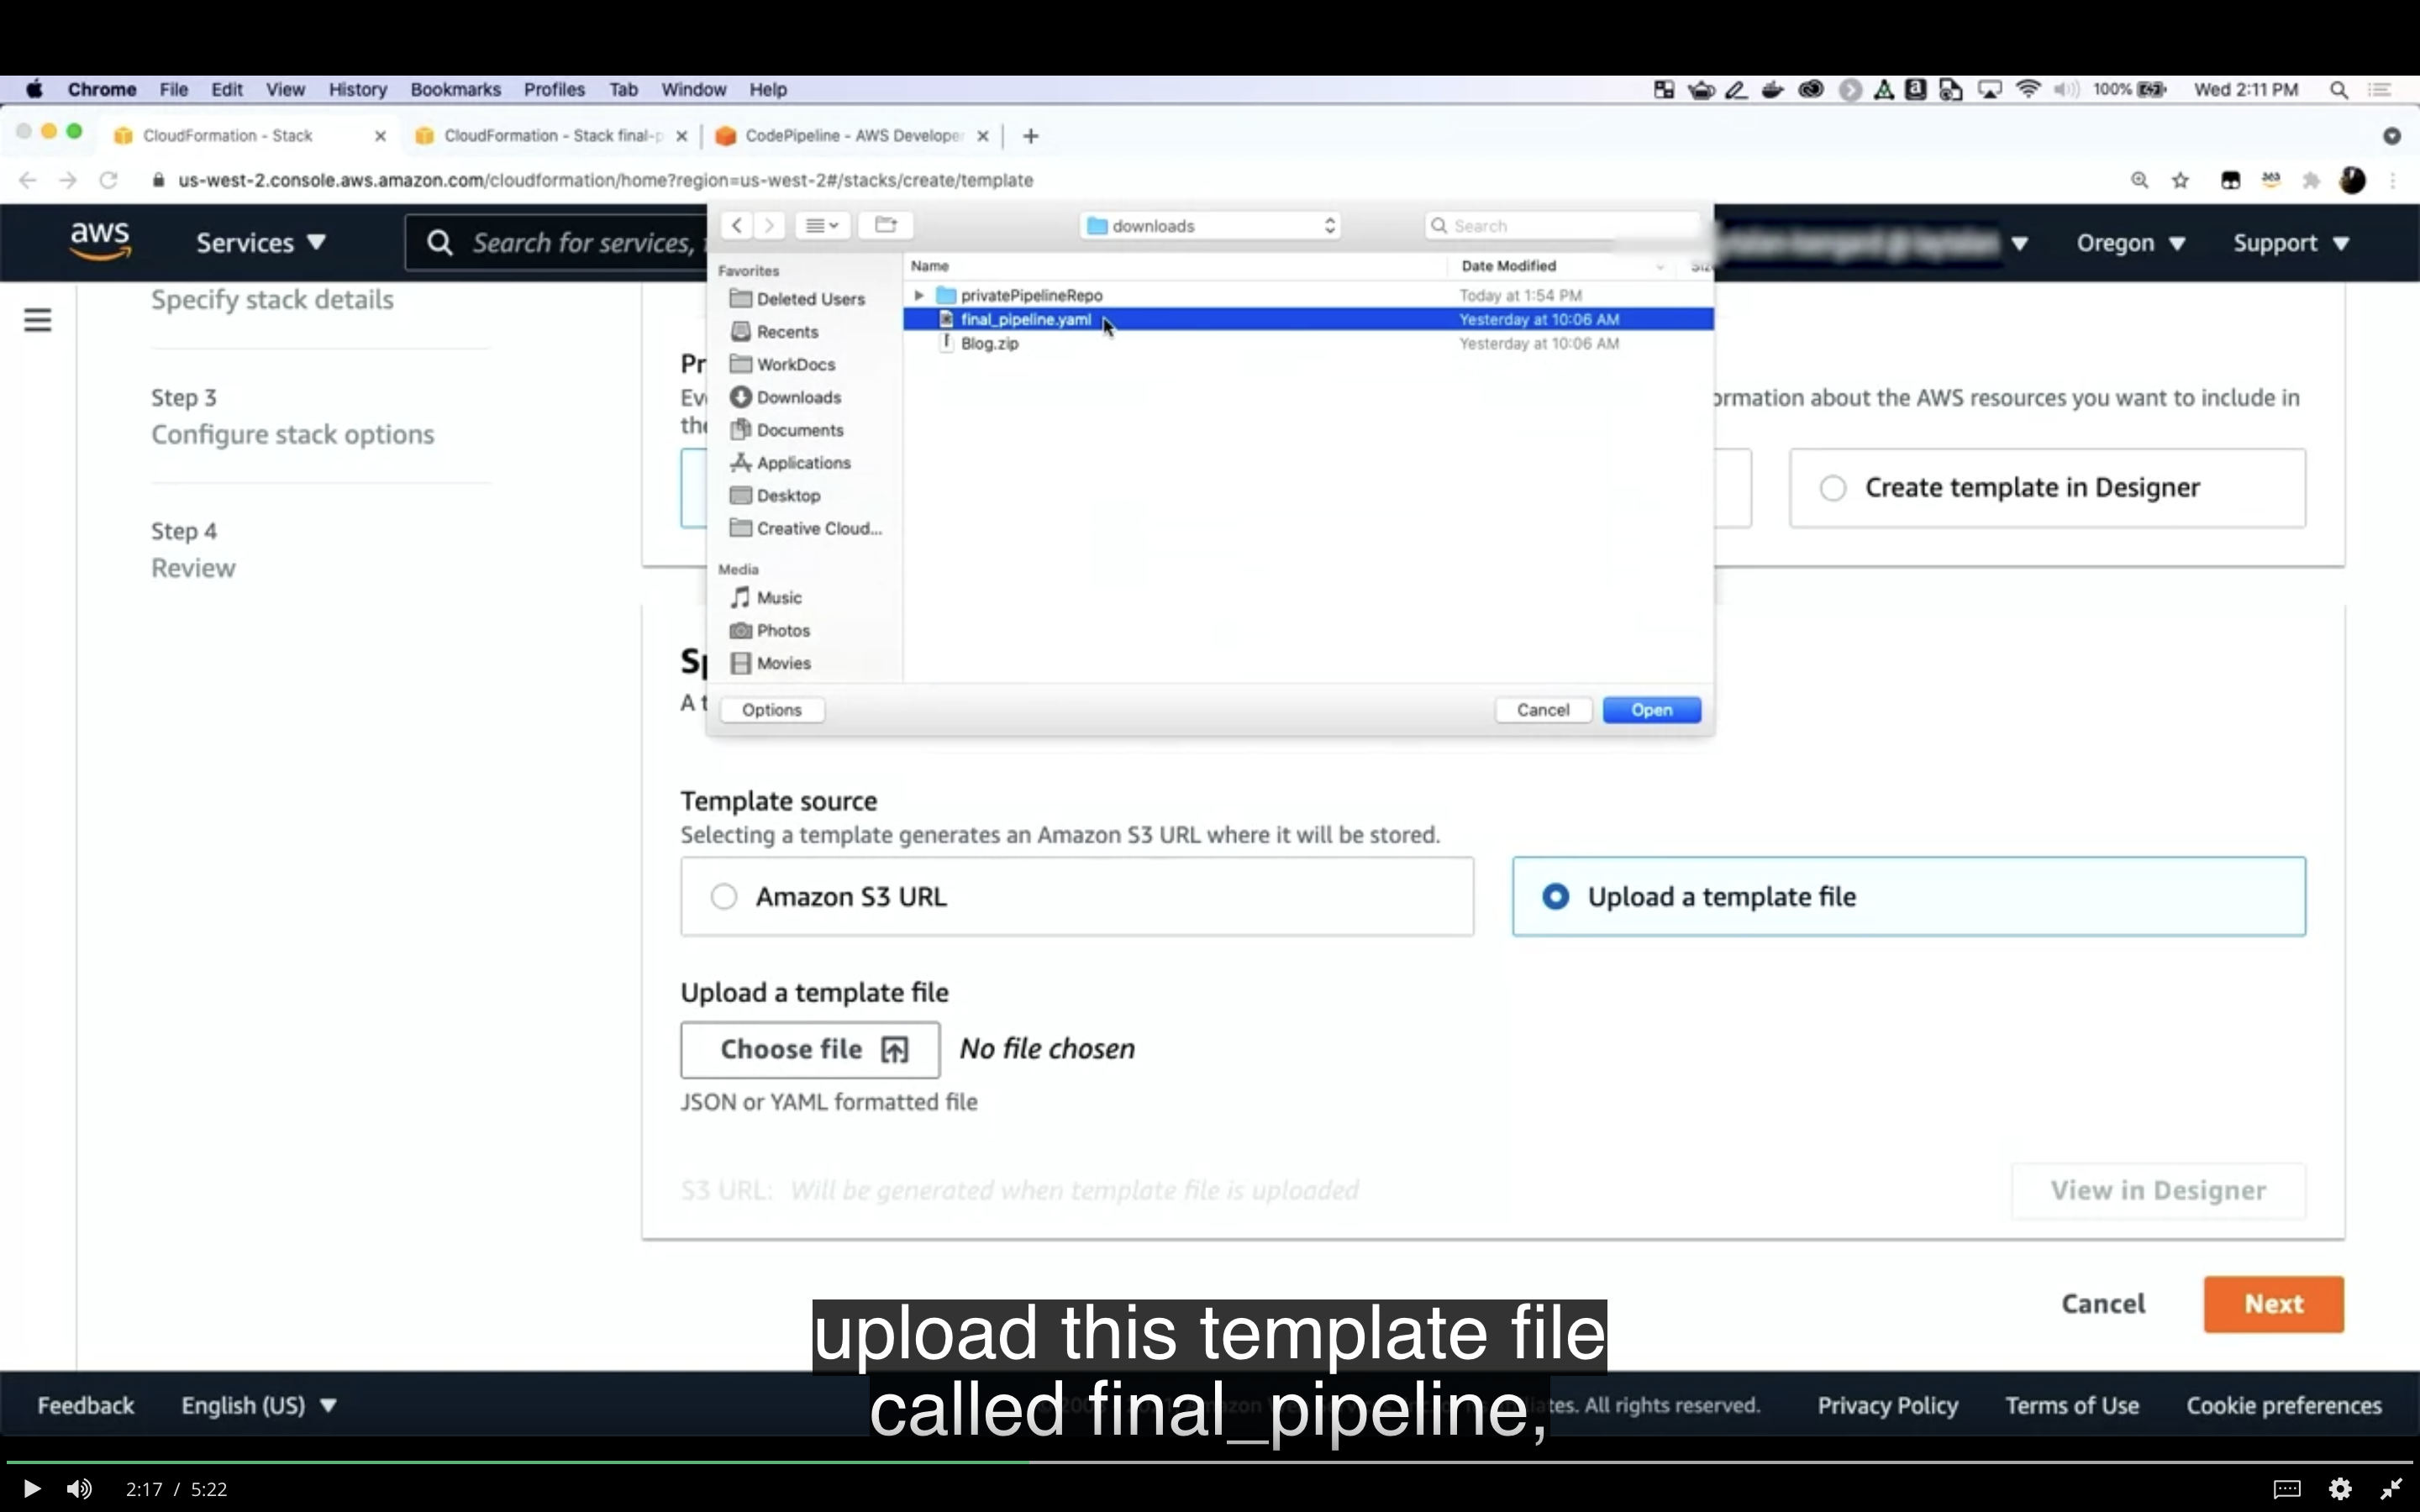 Chrome File Edit View History Bookmarks Profiles Tab Window Help 100% Wed 2:11 PM
CloudFormation - Stack CloudFormation - Stack final-p CodePipeline - AWS Developer
us-west-2.console.aws.amazon.com/cloudformation/home?region=us-west-2#/stacks/create/template
aws Services Search for services, Oregon Support
downloads Search
Favorites Name Date Modified Siz
Specify stack details
Deleted Users
Recents
WorkDocs
Downloads
Documents
Applications
Desktop
Creative Cloud...
Media
Music
Photos
Movies
privatePipelineRepo Today at 1:54 PM
final_pipeline.yaml Yesterday at 10:06 AM
Blog.zip Yesterday at 10:06 AM
Options Cancel Open
Step 3
Configure stack options
Step 4
Review
Pr
Ev ormation about the AWS resources you want to include in
the
Create template in Designer
Sp
A t
Template source
Selecting a template generates an Amazon S3 URL where it will be stored.
Amazon S3 URL Upload a template file
Upload a template file
Choose file No file chosen
JSON or YAML formatted file
S3 URL: Will be generated when template file is uploaded View in Designer
Cancel Next
upload this template file
called final_pipeline,
Feedback English (US) tes. All rights reserved. Privacy Policy Terms of Use Cookie preferences
2:17 / 5:22